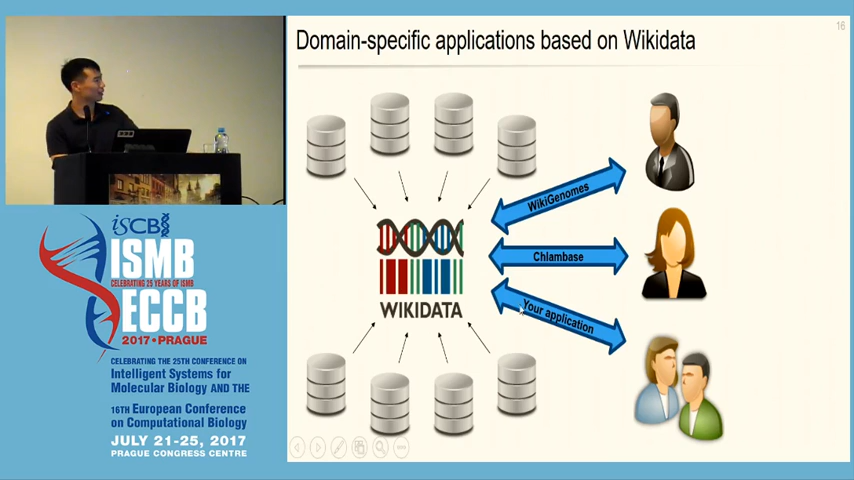 16
Domain-specific applications based on Wikidata
WikiGenomes
Chlambase
Your application
WIKIDATA
iSCB
ISMB
CELEBRATING 25 YEARS OF ISMB
ECCB
2017 • PRAGUE
CELEBRATING THE 25TH CONFERENCE ON
Intelligent Systems for
Molecular Biology AND THE
16TH European Conference
on Computational Biology
JULY 21-25, 2017
PRAGUE CONGRESS CENTRE